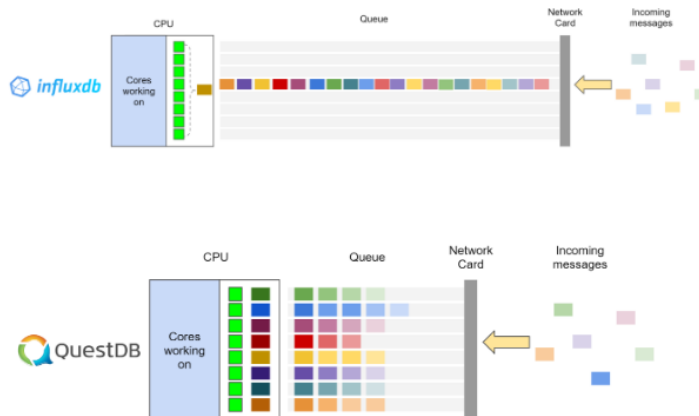 CPU
Queue
Network
Card
Incoming
messages
influxdb
Cores
working
on
CPU
Queue
Network
Card
Incoming
messages
QuestDB
Cores
working
on